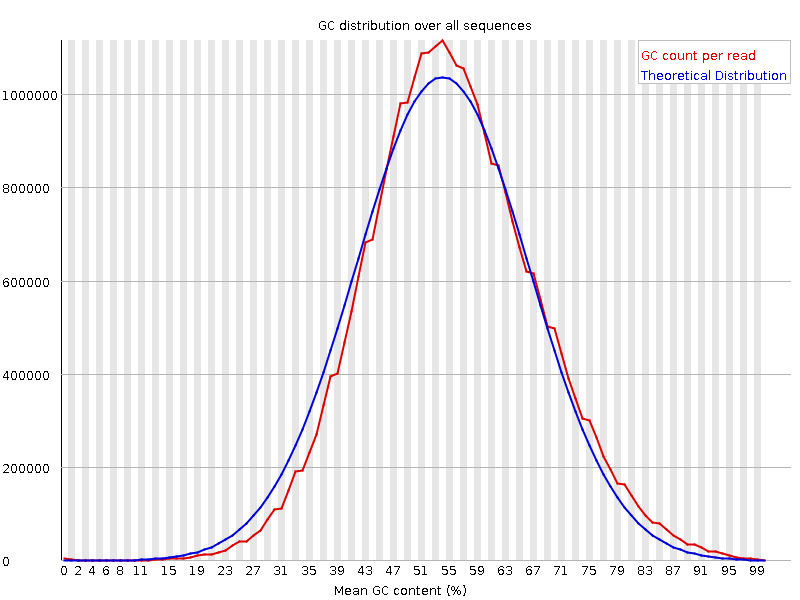 GC distribution over all sequences
GC count per read
Theoretical Distribution
1000000
800000
600000
400000
200000
0
0 2 4 6 8 11 15 19 23 27 31 35 39 43 47 51 55 59 63 67 71 75 79 83 87 91 95 99
Mean GC content (%)